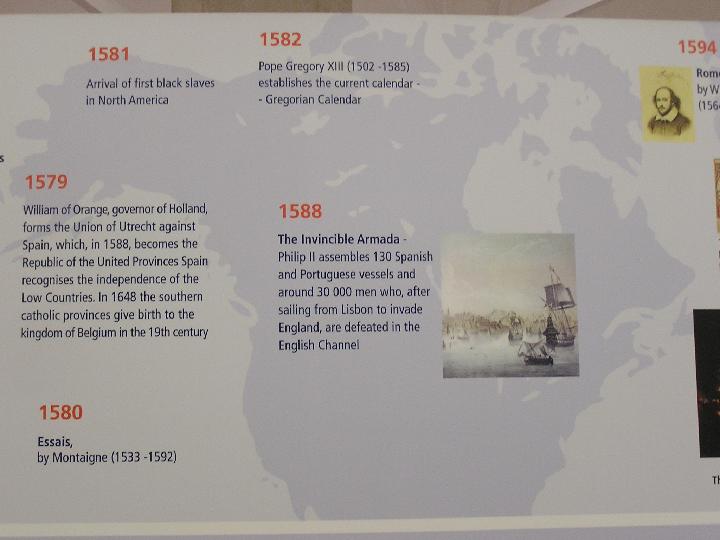 1581
Arrival of first black slaves
in North America
1582
Pope Gregory XIII (1502 -1585)
establishes the current calendar -
- Gregorian Calendar
1594
by W
(156
s
1579
William of Orange, governor of Holland,
forms the Union of Utrecht against
Spain, which, in 1588, becomes the
Republic of the United Provinces Spain
recognises the independence of the
Low Countries. In 1648 the southern
catholic provinces give birth to the
kingdom of Belgium in the 19th century
1588
The Invincible Armada -
Philip II assembles 130 Spanish
and Portuguese vessels and
around 30 000 men who, after
sailing from Lisbon to invade
England, are defeated in the
English Channel
1580
Essais,
by Montaigne (1533 -1592)